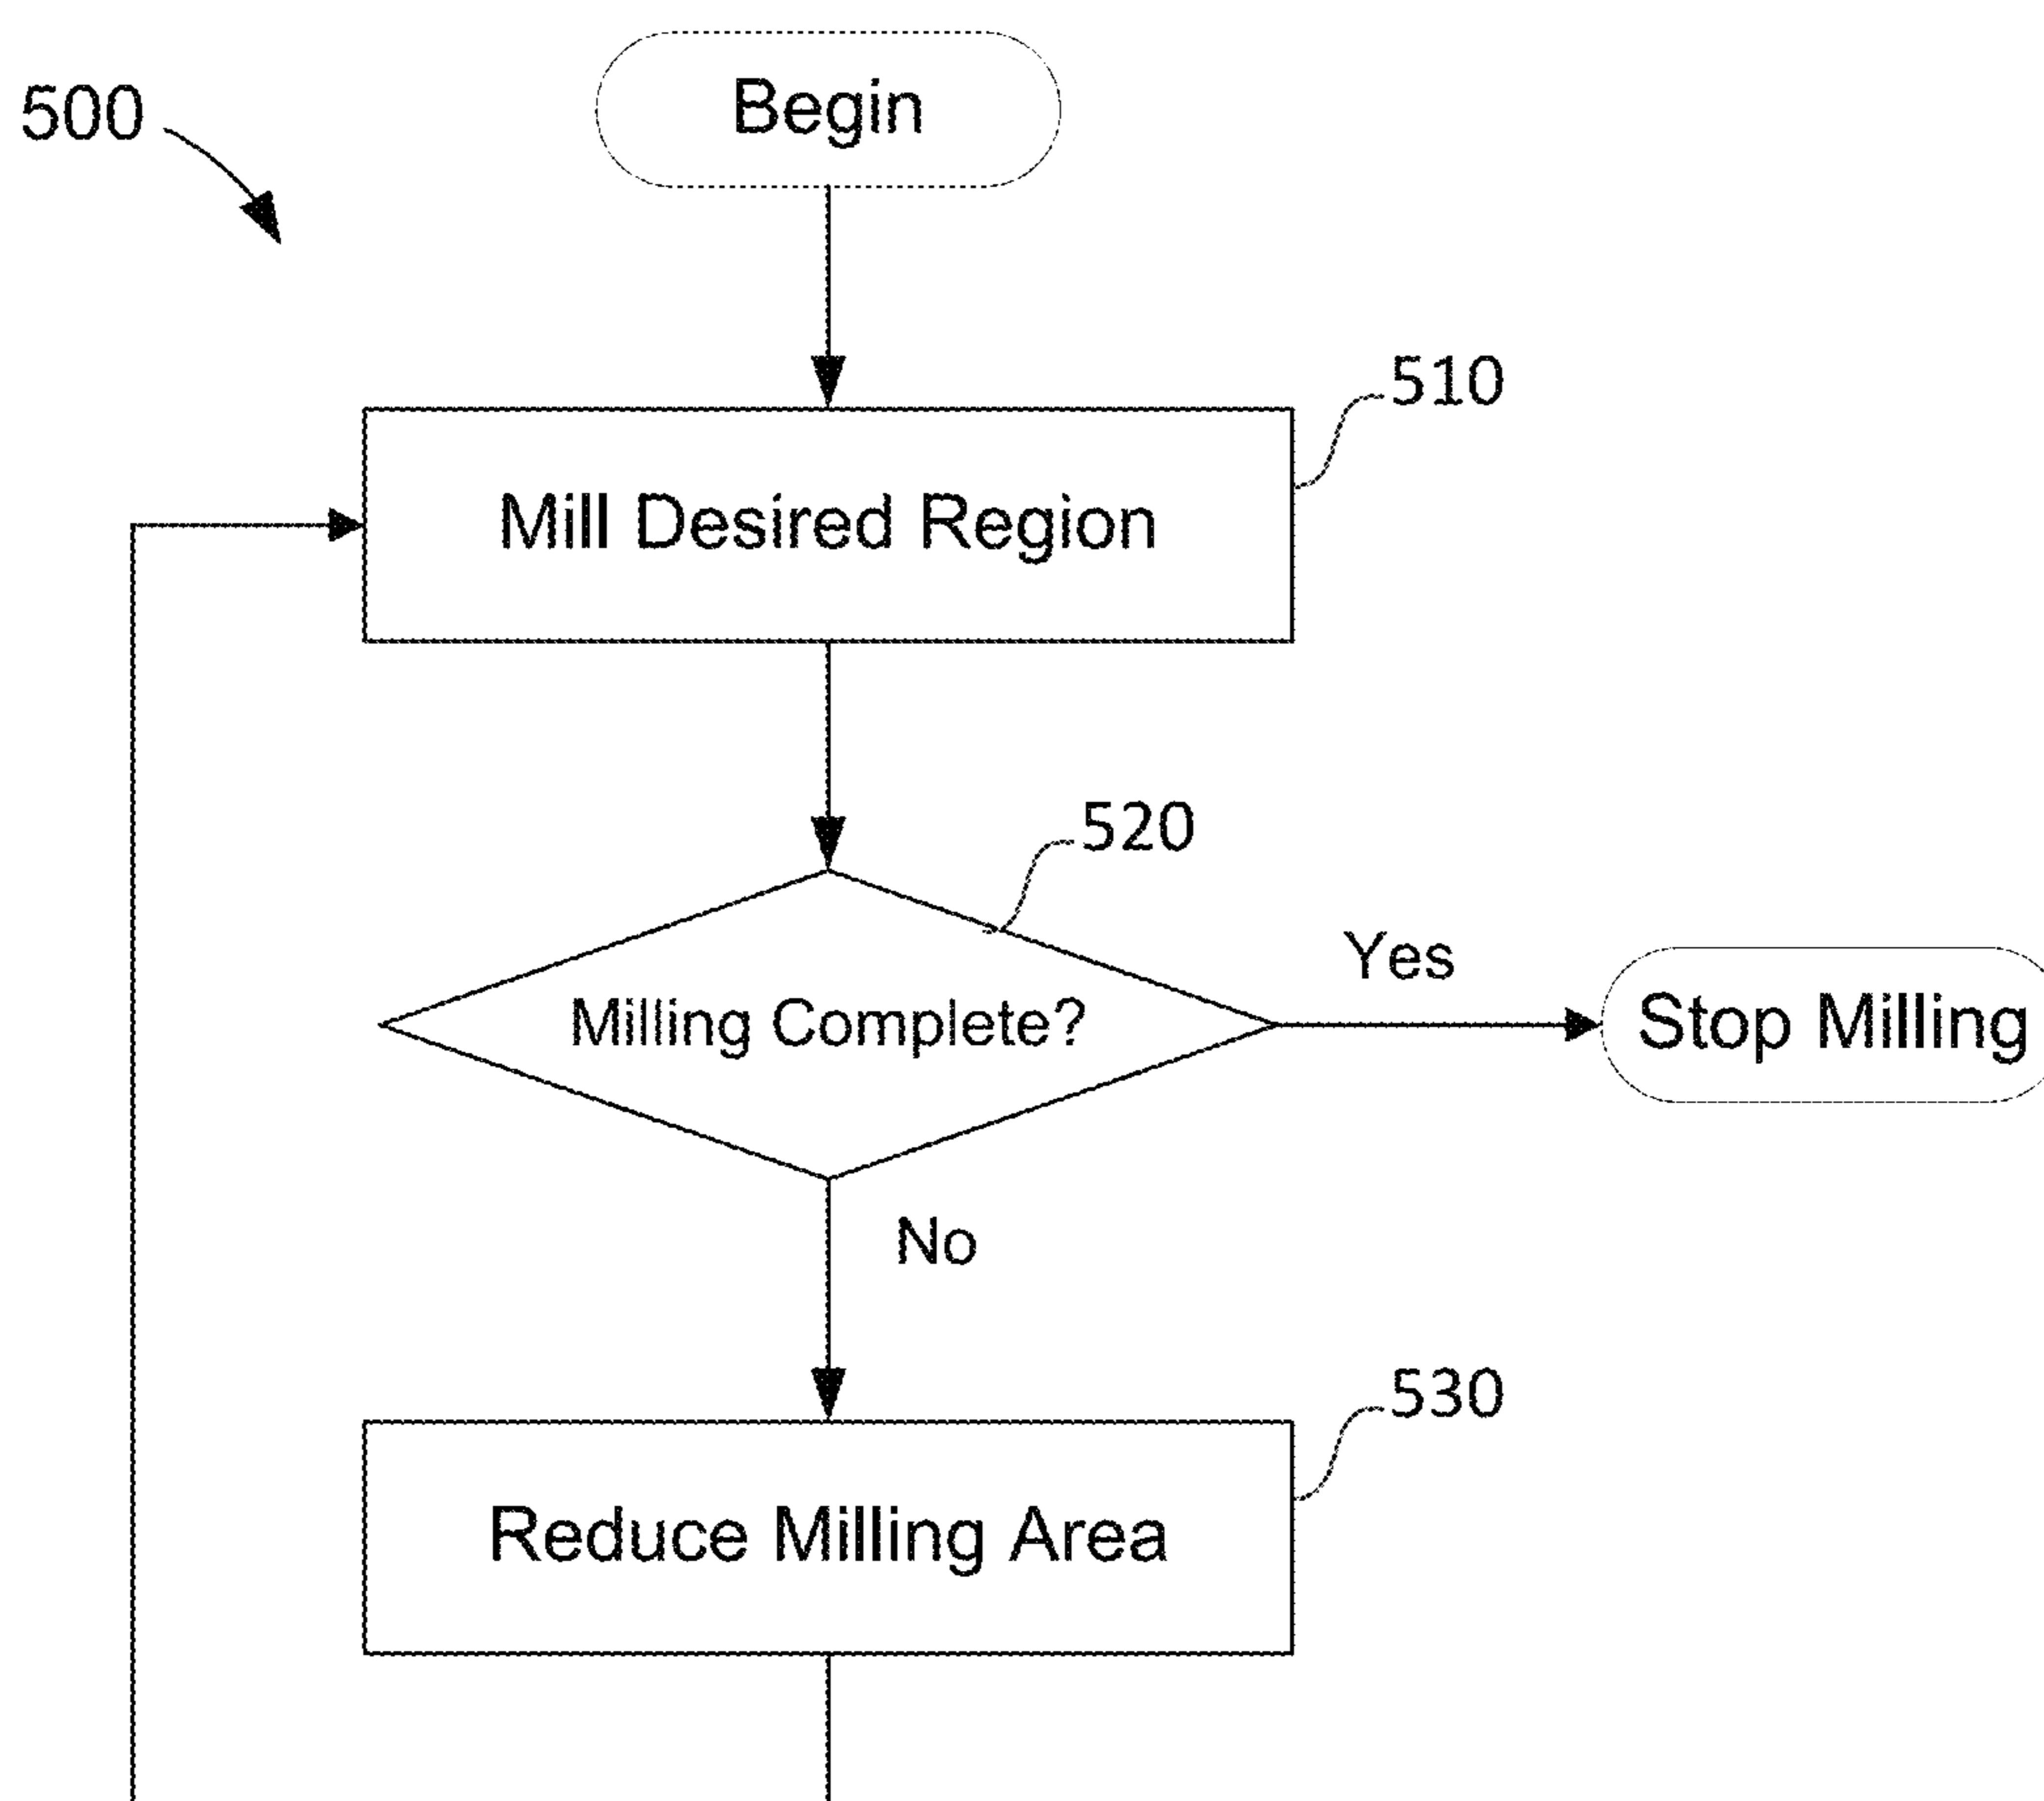 500
Begin
510
Mill Desired Region
520
Milling Complete?
Yes
Stop Milling
No
530
Reduce Milling Area